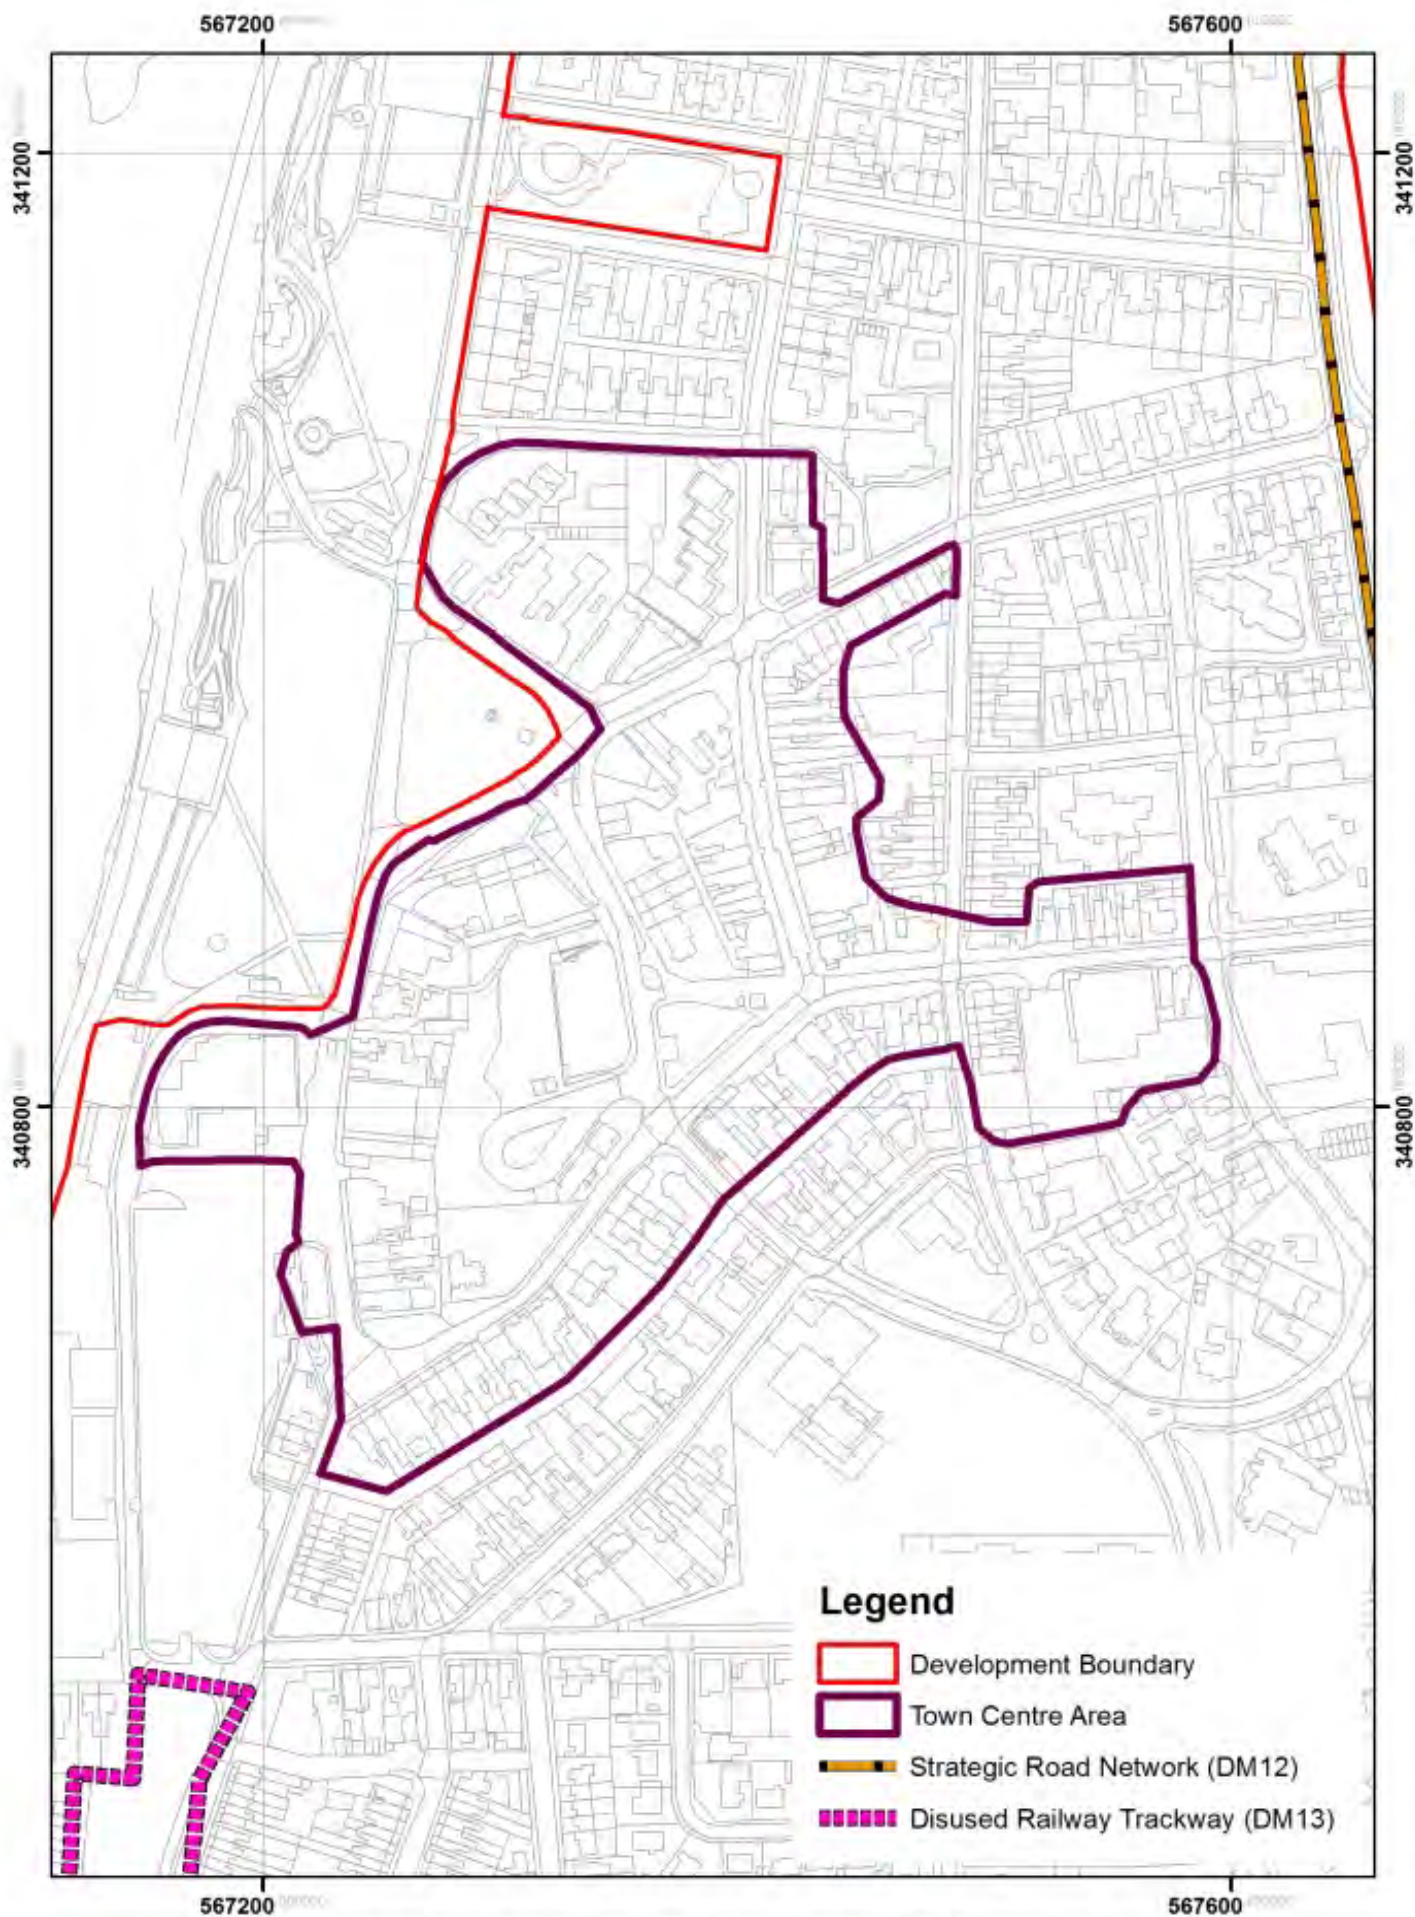 567200
567600
341200
341200
340800
340800
Legend
Development Boundary
Town Centre Area
Strategic Road Network (DM12)
Disused Railway Trackway (DM13)
567200
567600